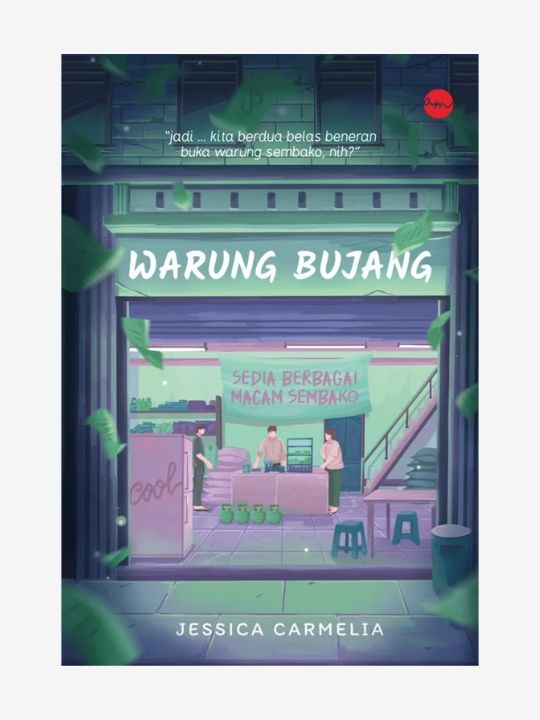 "jadi ... kita berdua belas beneran
buka warung sembako, nih?"
WARUNG BUJANG
SEDIA BERBAGAI
MACAM SEMBAKO
cool
JESSICA CARMELIA